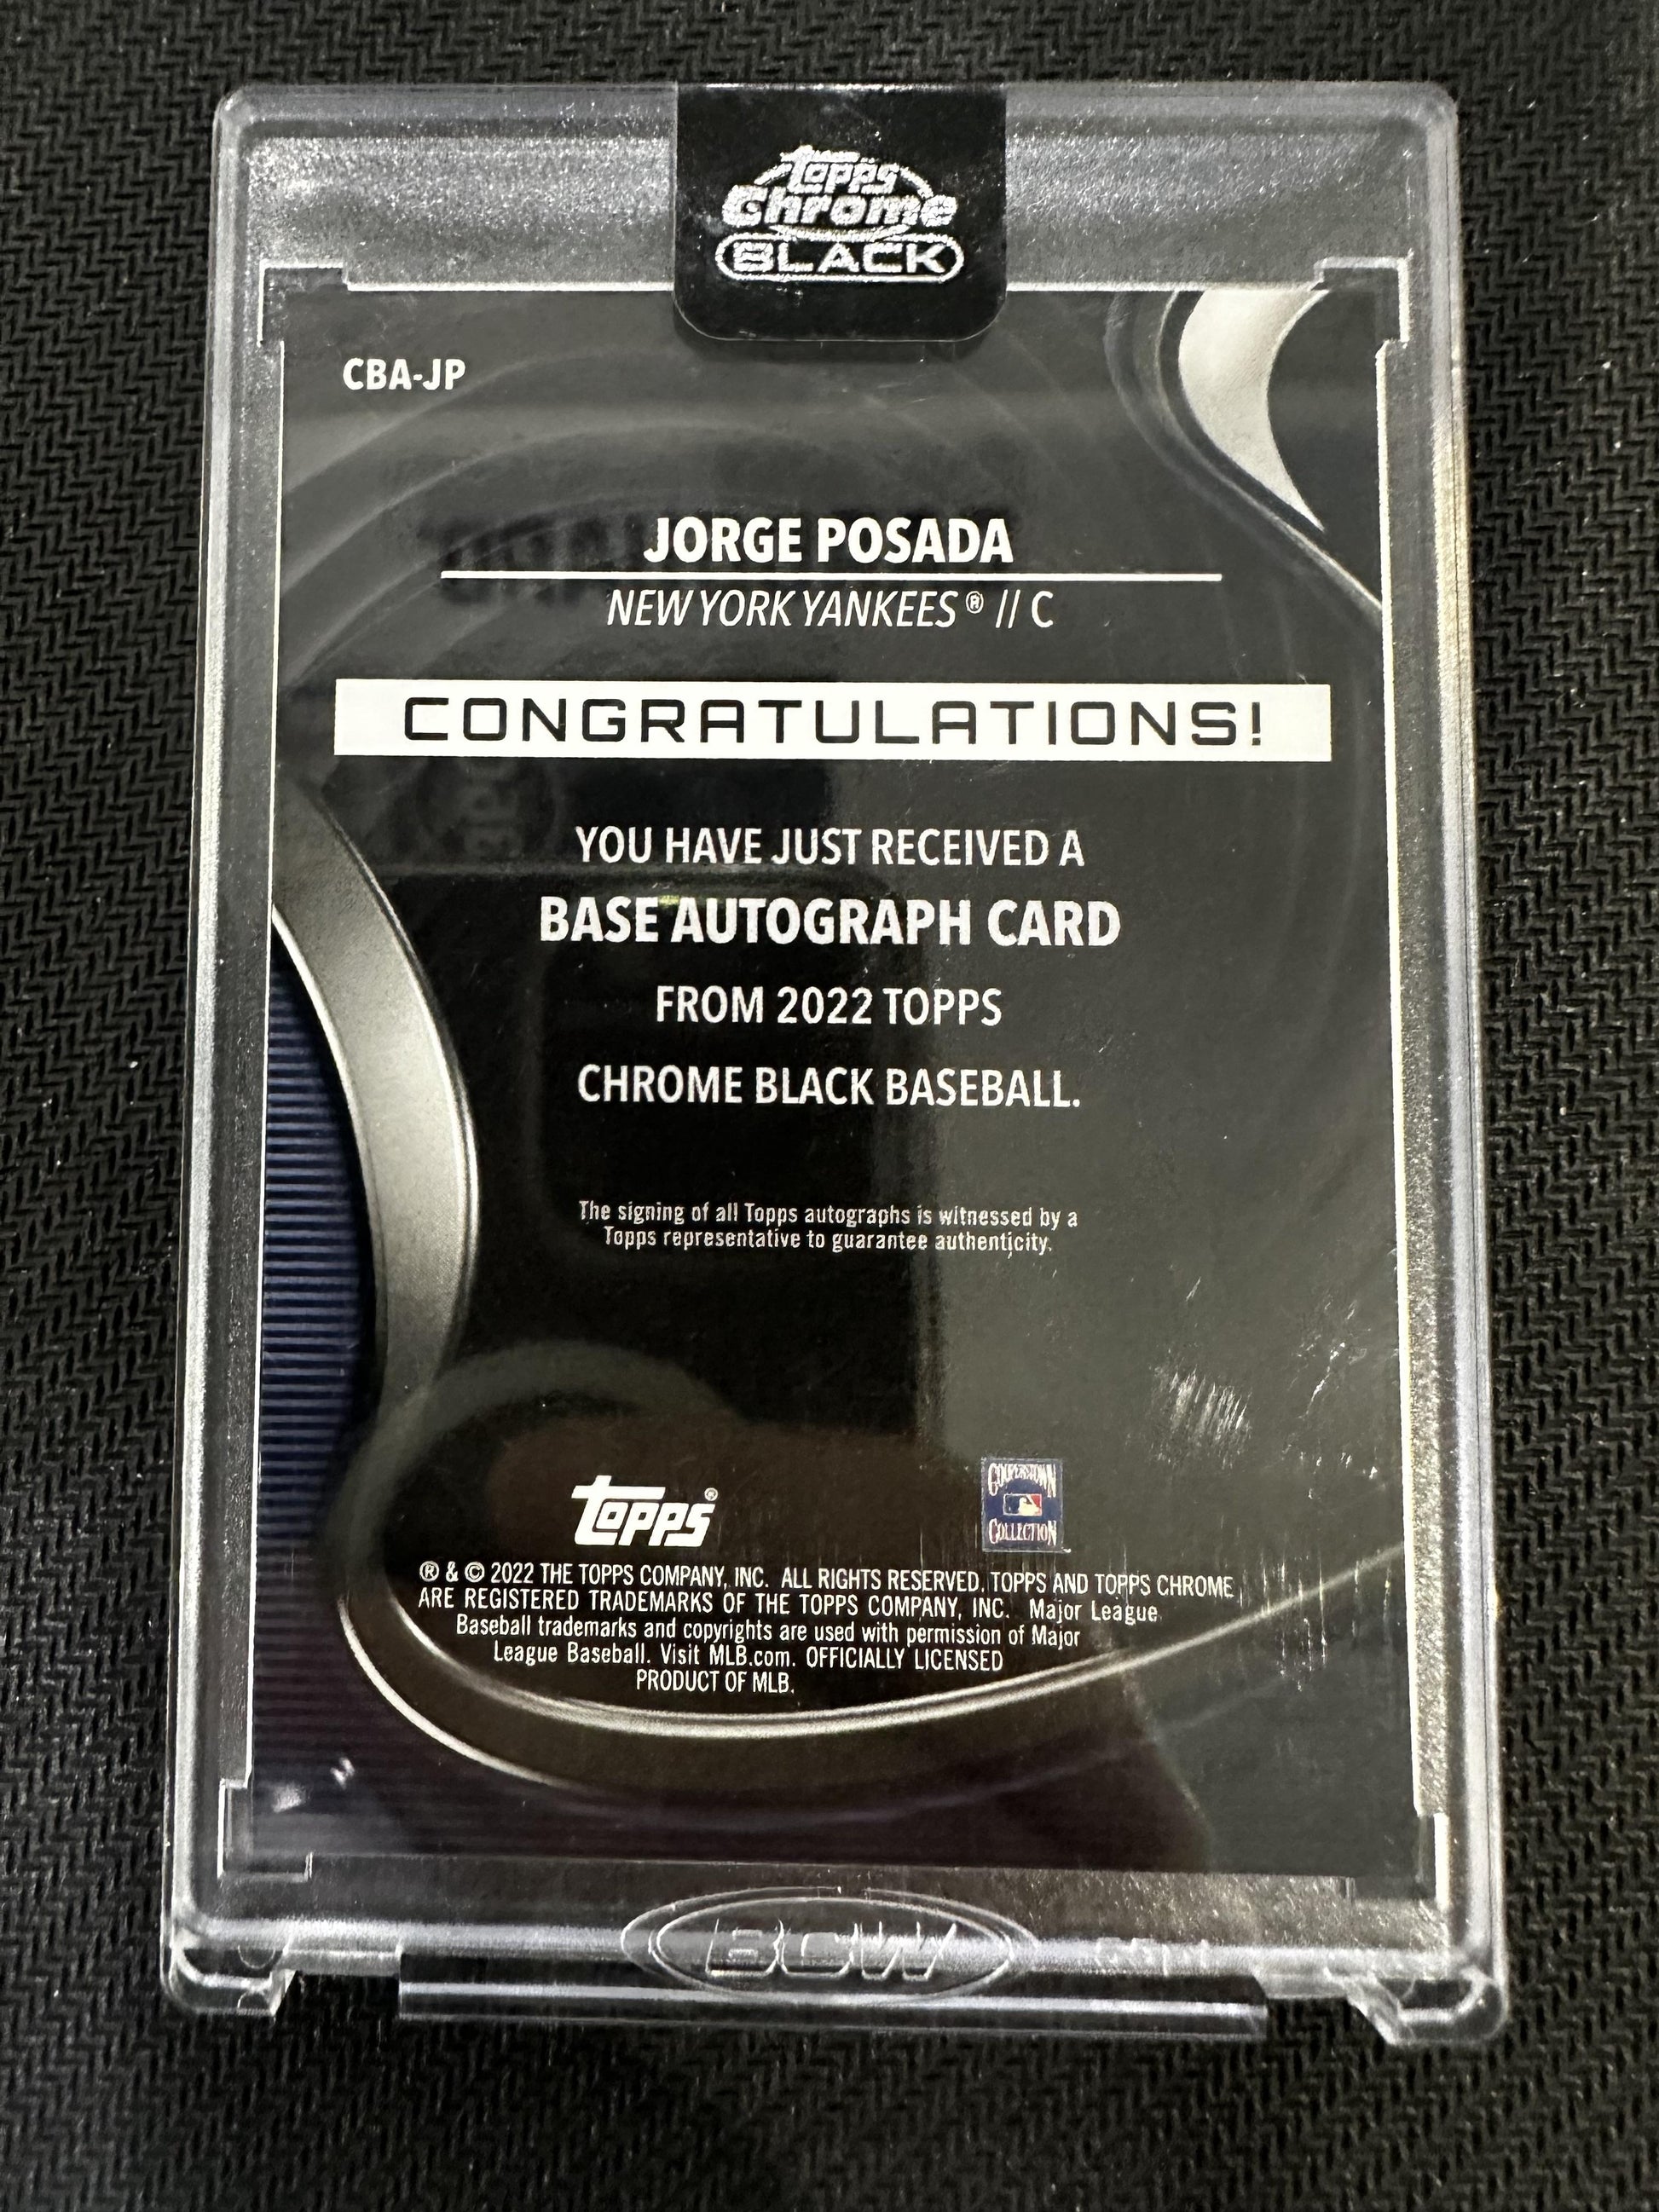 Topps
Chrome
BLACK
CBA-JP
JORGE POSADA
NEW YORK YANKEES ® // C
CONGRATULATIONS!
YOU HAVE JUST RECEIVED A
BASE AUTOGRAPH CARD
FROM 2022 TOPPS
CHROME BLACK BASEBALL.
The signing of all Topps autographs is witnessed by a
Topps representative to guarantee authenticity.
Topps®
COOPERSTOWN
COLLECTION
® & © 2022 THE TOPPS COMPANY, INC. ALL RIGHTS RESERVED. TOPPS AND TOPPS CHROME
ARE REGISTERED TRADEMARKS OF THE TOPPS COMPANY, INC. Major League
Baseball trademarks and copyrights are used with permission of Major
League Baseball. Visit MLB.com. OFFICIALLY LICENSED
PRODUCT OF MLB.
BCW